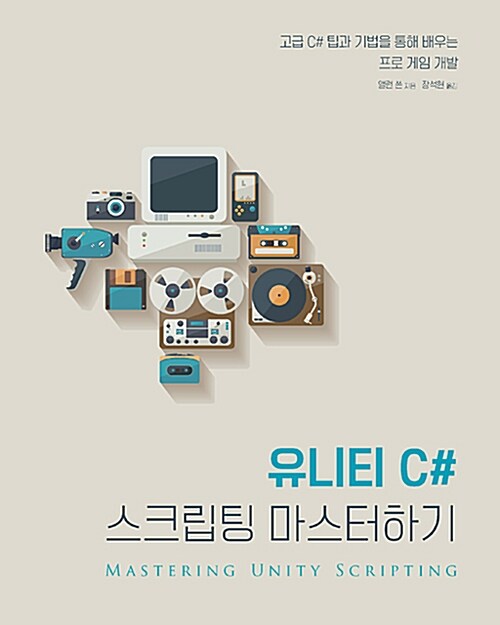 고급 C# 팁과 기법을 통해 배우는
프로 게임 개발
앨런 쏜 지음 장석현 옮김
유니티 C#
스크립팅 마스터하기
MASTERING UNITY SCRIPTING